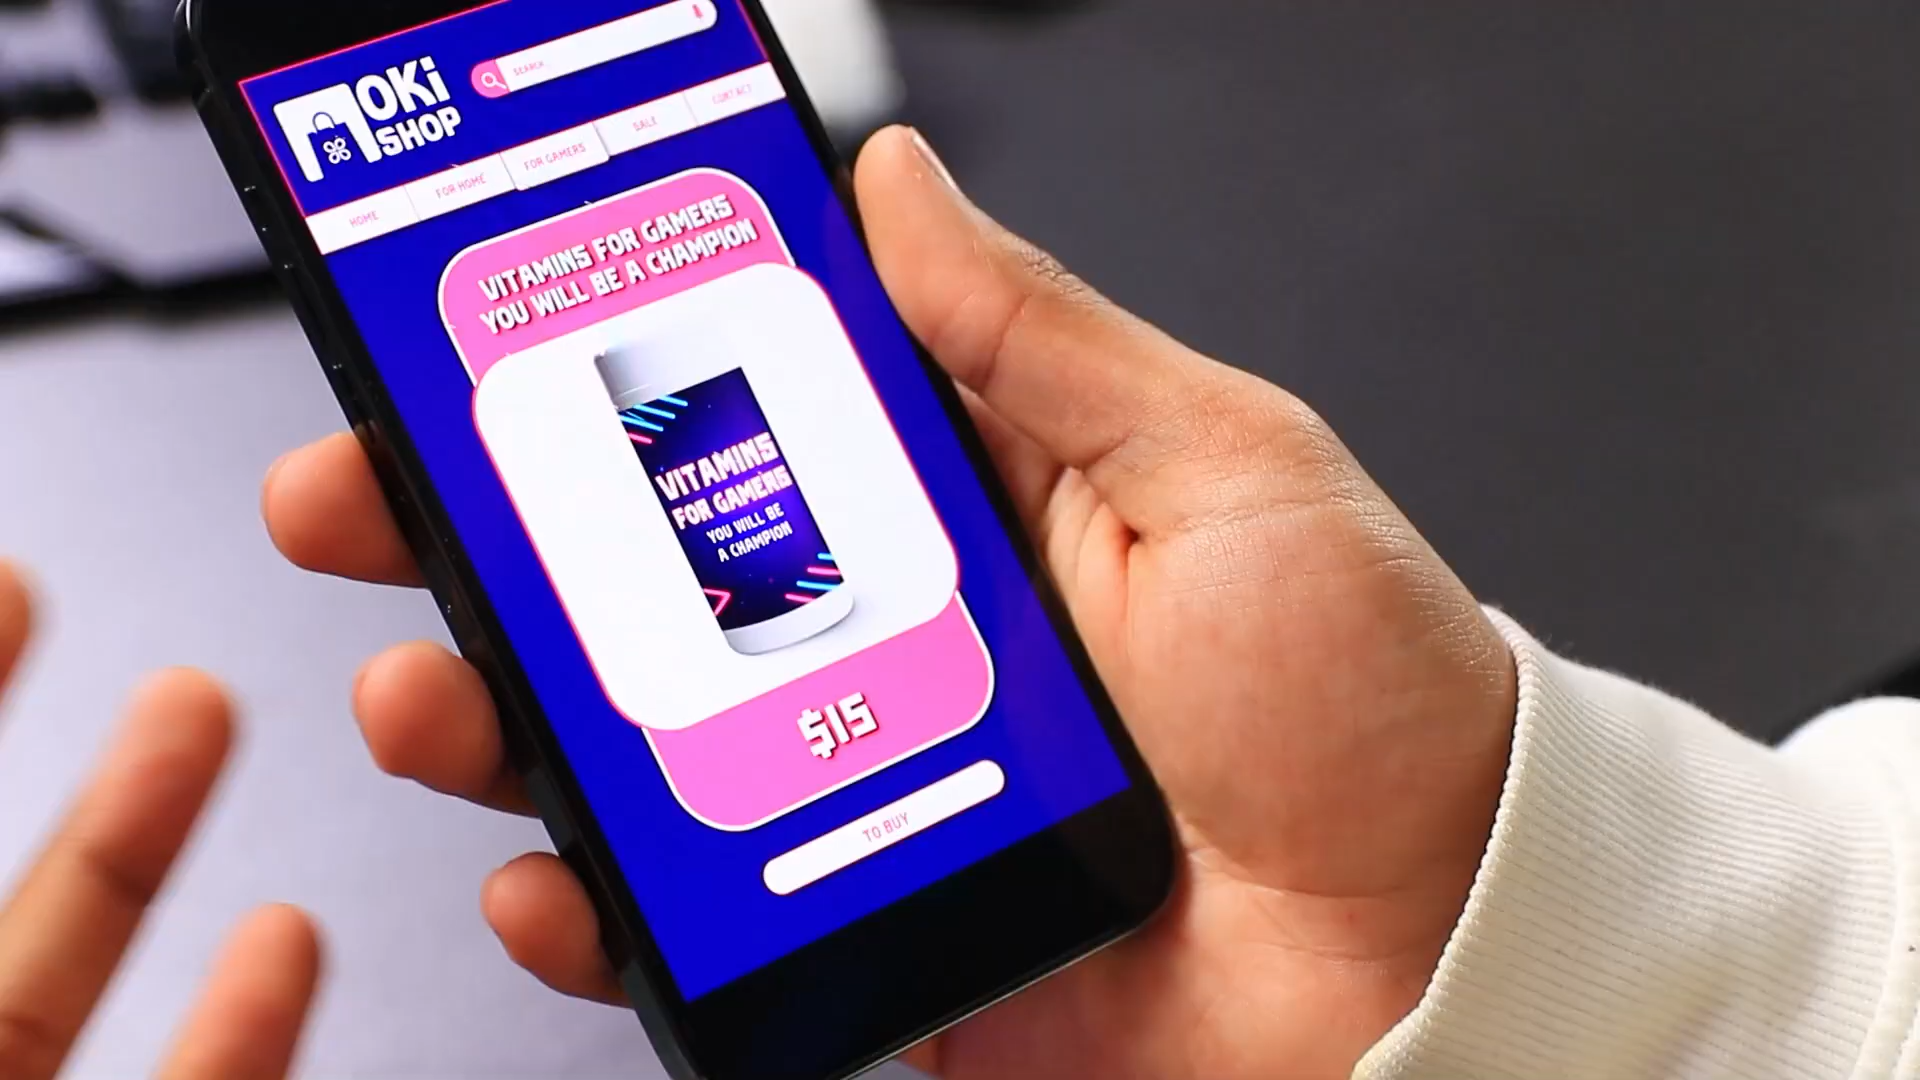 MOKi
SHOP
SEARCH
HOME
FOR HOME
FOR GAMERS
SALE
CONTACT
VITAMINS FOR GAMERS
YOU WILL BE A CHAMPION
VITAMINS
FOR GAMERS
YOU WILL BE
A CHAMPION
$15
TO BUY